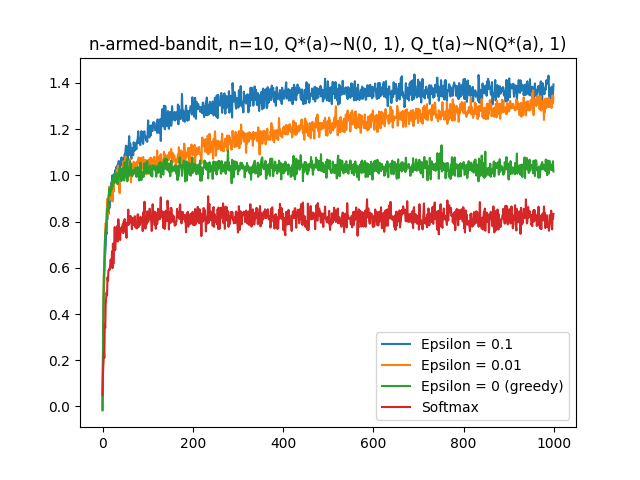 n-armed-bandit, n=10, Q*(a)~N(0, 1), Q_t(a)~N(Q*(a), 1)
1.4
1.2
1.0
0.8
0.6
0.4
0.2
0.0
Epsilon = 0.1
Epsilon = 0.01
Epsilon = 0 (greedy)
Softmax
0 200 400 600 800 1000